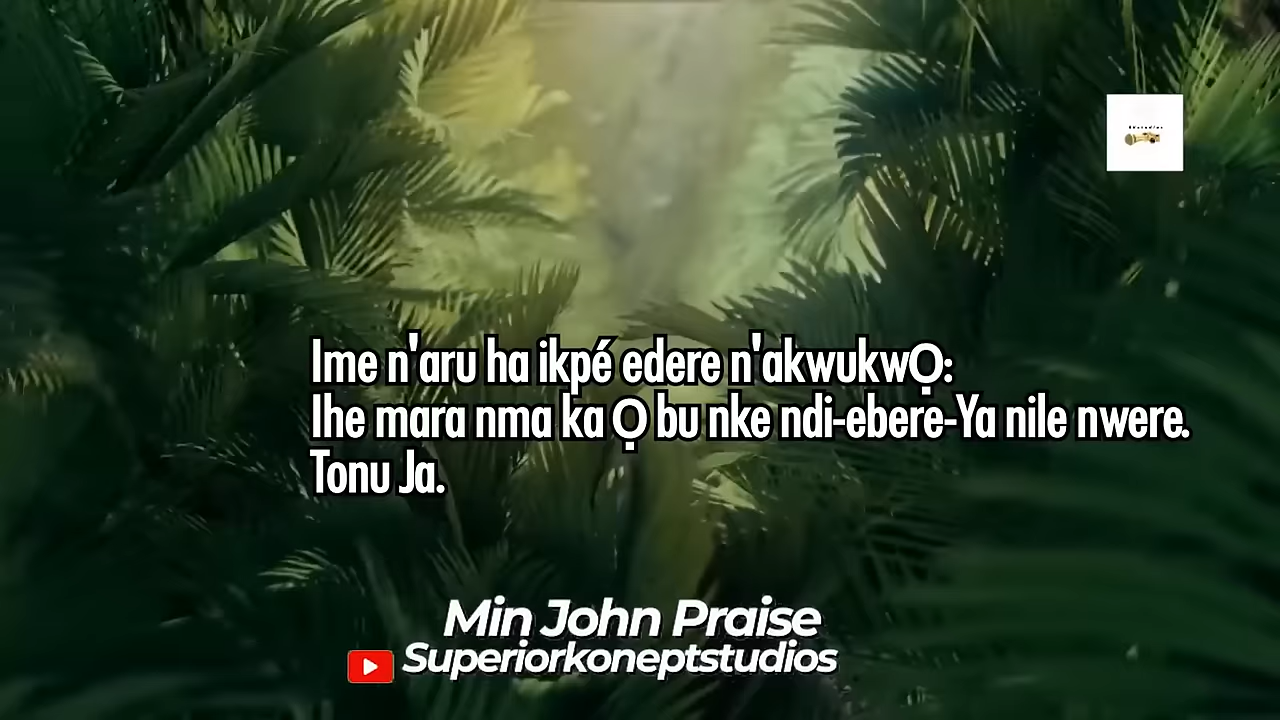 Ime n'aru ha ikpé edere n'akwukwỌ:
Ihe mara nma ka Ọ bu nke ndi-ebere-Ya nile nwere.
Tonu Ja.
Min John Praise
Superiorkoneptstudios